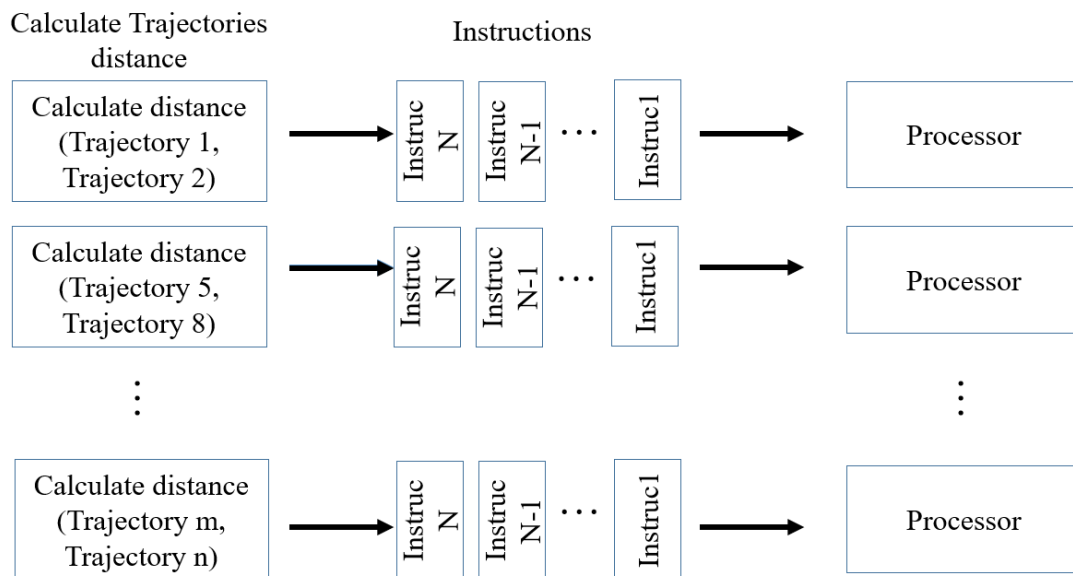 Calculate Trajectories
distance
Instructions
Calculate distance
(Trajectory 1,
Trajectory 2)
Instruc
N
Instruc
N-1
...
Instruc1
Processor
Calculate distance
(Trajectory 5,
Trajectory 8)
Instruc
N
Instruc
N-1
...
Instruc1
Processor
Calculate distance
(Trajectory m,
Trajectory n)
Instruc
N
Instruc
N-1
...
Instruc1
Processor